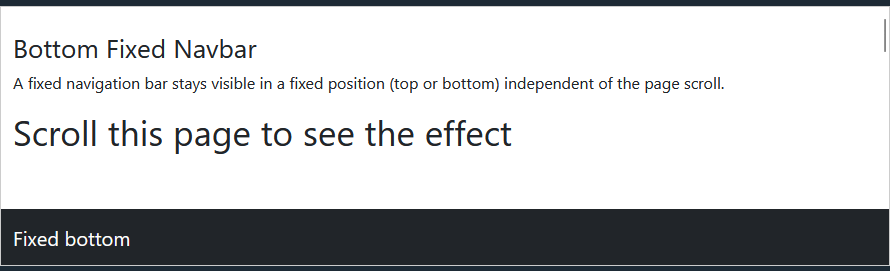 Bottom Fixed Navbar
A fixed navigation bar stays visible in a fixed position (top or bottom) independent of the page scroll.
Scroll this page to see the effect
Fixed bottom